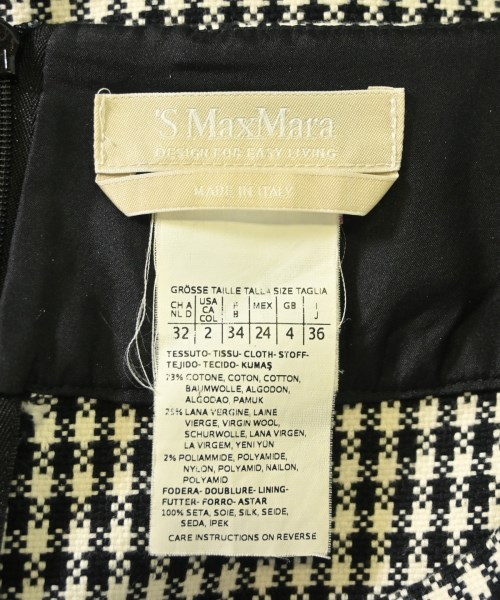 'S MaxMara
DESIGN FOR EASY LIVING
MADE IN ITALY
GRÖSSE TAILLE TALLA SIZE TAGLIA
CH A NL D USA CA COL F B MEX GB I J
32 2 34 24 4 36
TESSUTO-TISSU-CLOTH-STOFF-
TEJIDO-TECIDO-KUMAŞ
73% COTONE, COTON, COTTON,
BAUMWOLLE, ALGODON,
ALGODAO, PAMUK
25% LANA VERGINE, LAINE
VIERGE, VIRGIN WOOL,
SCHURWOLLE, LANA VIRGEN,
LA VIRGEM, YENI YÜN
2% POLIAMMIDE, POLYAMIDE,
NYLON, POLYAMID, NAILON,
POLYAMID
FODERA-DOUBLURE-LINING-
FUTTER-FORRO-ASTAR
100% SETA, SOIE, SILK, SEIDE,
SEDA, IPEK
CARE INSTRUCTIONS ON REVERSE